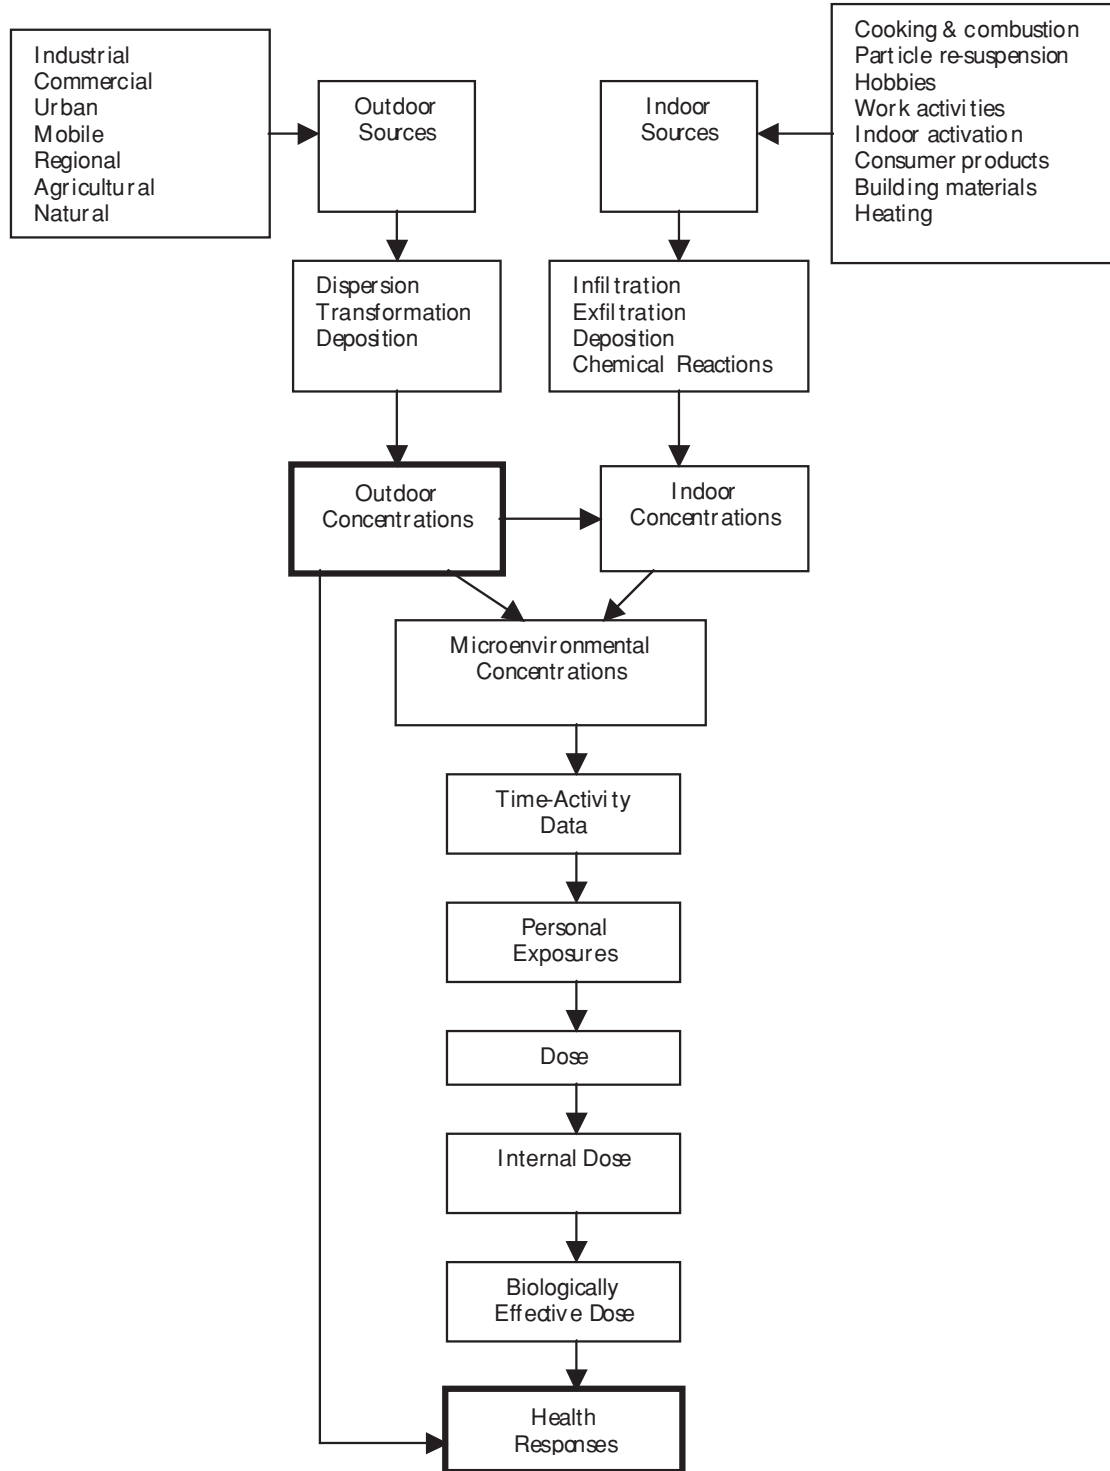 Industrial
Commercial
Urban
Mobile
Regional
Agricultural
Natural
Outdoor
Sources
Indoor
Sources
Cooking & combustion
Particle re-suspension
Hobbies
Work activities
Indoor activation
Consumer products
Building materials
Heating
Dispersion
Transformation
Deposition
Infiltration
Exfiltration
Deposition
Chemical Reactions
Outdoor
Concentrations
Indoor
Concentrations
Microenvironmental
Concentrations
Time-Activity
Data
Personal
Exposures
Dose
Internal Dose
Biologically
Effective Dose
Health
Responses